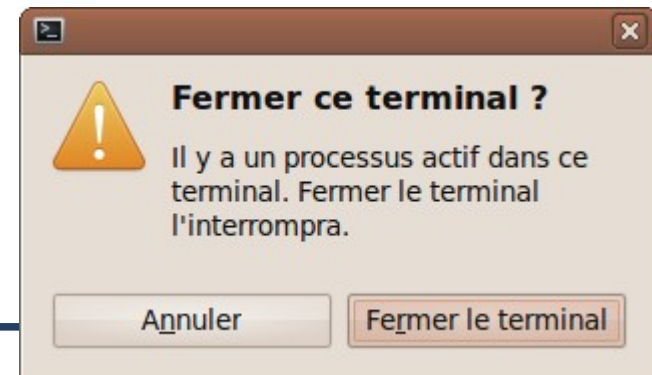 Fermer ce terminal ?
Il y a un processus actif dans ce
terminal. Fermer le terminal
l'interrompra.
Annuler
Fermer le terminal